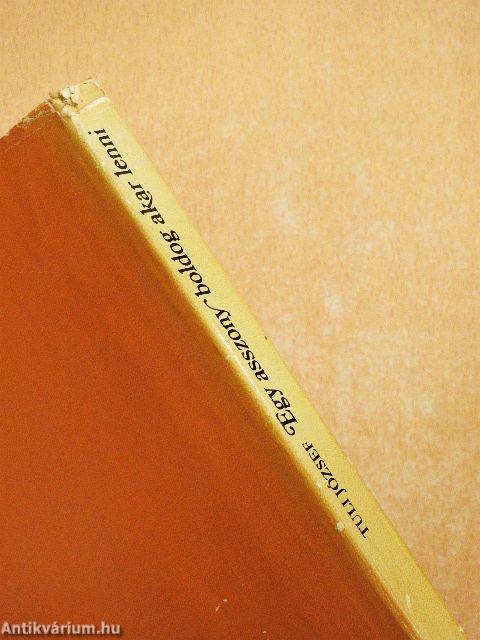 TULI JÓZSEF Egy asszony boldog akar lenni
Antikvárium.hu